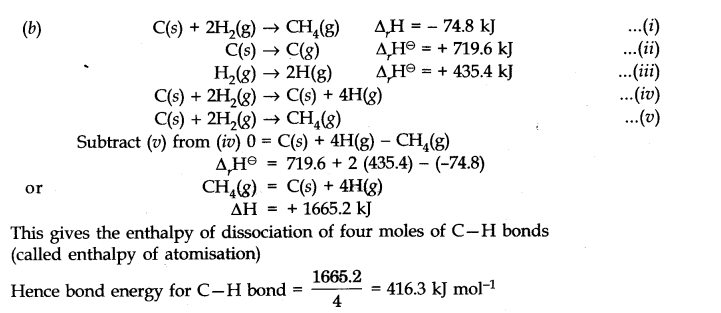 (b) C(s) + 2H₂(g) → CH₄(g) ΔᵣH = – 74.8 kJ ...(i)
C(s) → C(g) ΔᵣH⊖ = + 719.6 kJ ...(ii)
H₂(g) → 2H(g) ΔᵣH⊖ = + 435.4 kJ ...(iii)
C(s) + 2H₂(g) → C(s) + 4H(g) ...(iv)
C(s) + 2H₂(g) → CH₄(g) ...(v)
Subtract (v) from (iv) 0 = C(s) + 4H(g) – CH₄(g)
ΔᵣH⊖ = 719.6 + 2 (435.4) – (–74.8)
or CH₄(g) = C(s) + 4H(g)
ΔH = + 1665.2 kJ
This gives the enthalpy of dissociation of four moles of C–H bonds
(called enthalpy of atomisation)
Hence bond energy for C–H bond = 1665.2/4 = 416.3 kJ mol⁻¹